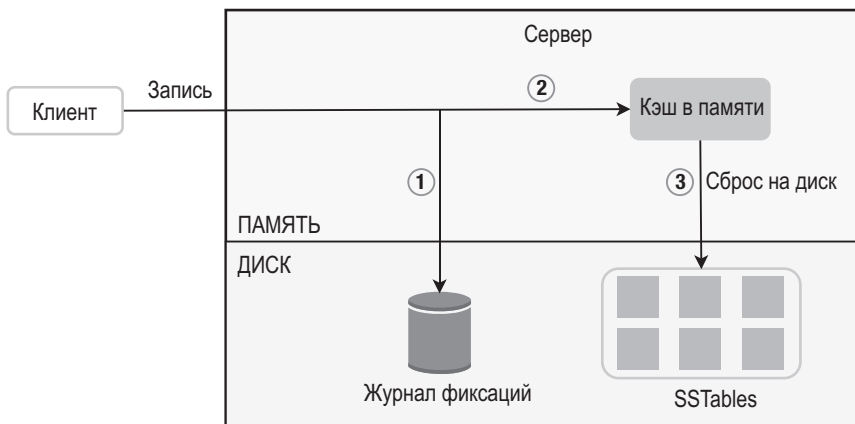 Сервер
Запись
2
Клиент
Кэш в памяти
1
3
Сброс на диск
ПАМЯТЬ
ДИСК
Журнал фиксаций
SSTables